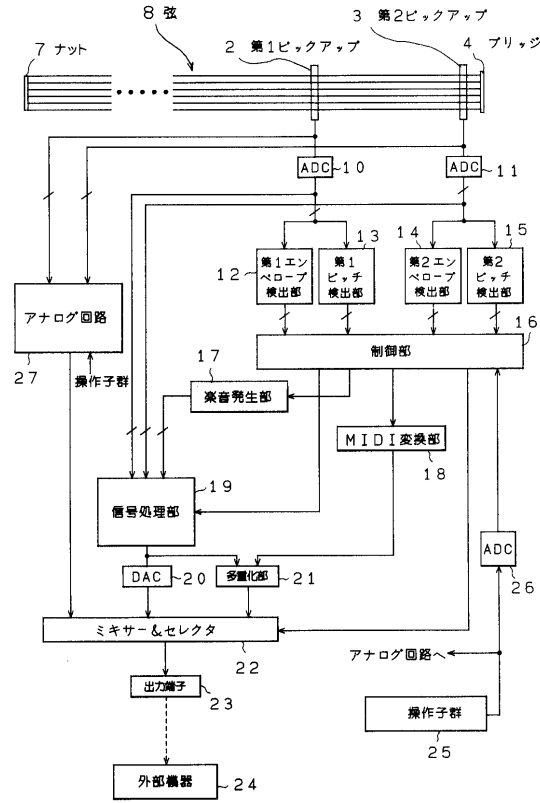 8 弦
3 第2ピックアップ
2 第1ピックアップ
4 ブリッジ
7 ナット
ADC
10
ADC
11
12
第1エン
ベロープ
検出部
13
第1
ピッチ
検出部
14
第2エン
ベロープ
検出部
15
第2
ピッチ
検出部
アナログ回路
27
操作子群
制御部
16
17
楽音発生部
MIDI変換部
18
信号処理部
19
DAC
20
多重化部
21
ADC
26
ミキサー&セレクタ
22
アナログ回路へ
出力端子
23
操作子群
25
外部機器
24